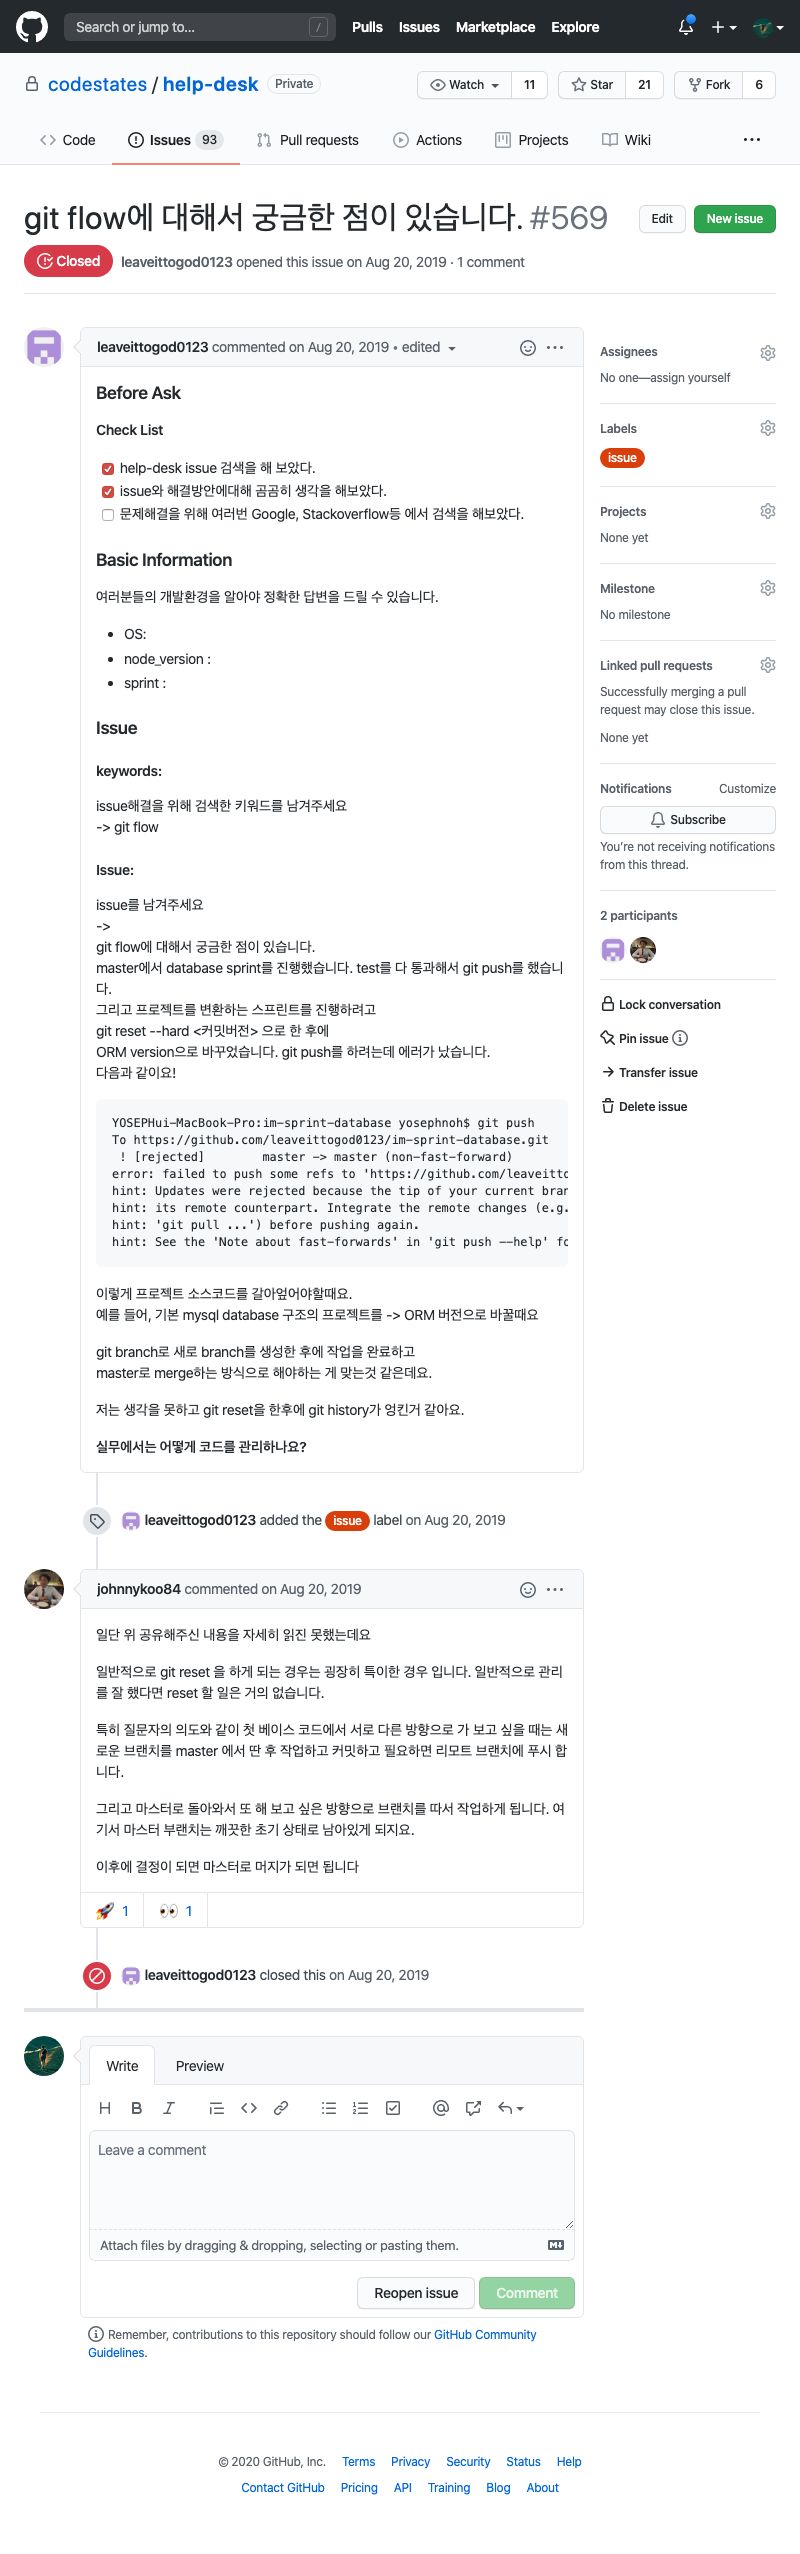 Search or jump to... /
Pulls Issues Marketplace Explore
codestates / help-desk Private
Watch 11 Star 21 Fork 6
Code Issues 93 Pull requests Actions Projects Wiki ...
git flow에 대해서 궁금한 점이 있습니다. #569
Edit New issue
Closed leaveittogod0123 opened this issue on Aug 20, 2019 · 1 comment
leaveittogod0123 commented on Aug 20, 2019 • edited
Before Ask
Check List
help-desk issue 검색을 해 보았다.
issue와 해결방안에대해 곰곰히 생각을 해보았다.
문제해결을 위해 여러번 Google, Stackoverflow등 에서 검색을 해보았다.
Basic Information
여러분들의 개발환경을 알아야 정확한 답변을 드릴 수 있습니다.
• OS:
• node_version :
• sprint :
Issue
keywords:
issue해결을 위해 검색한 키워드를 남겨주세요
-> git flow
Issue:
issue를 남겨주세요
->
git flow에 대해서 궁금한 점이 있습니다.
master에서 database sprint를 진행했습니다. test를 다 통과해서 git push를 했습니
다.
그리고 프로젝트를 변환하는 스프린트를 진행하려고
git reset --hard <커밋버전> 으로 한 후에
ORM version으로 바꾸었습니다. git push를 하려는데 에러가 났습니다.
다음과 같이요!
YOSEPHui-MacBook-Pro:im-sprint-database yosephnoh$ git push
To https://github.com/leaveittogod0123/im-sprint-database.git
! [rejected] master -> master (non-fast-forward)
error: failed to push some refs to 'https://github.com/leaveitto
hint: Updates were rejected because the tip of your current bran
hint: its remote counterpart. Integrate the remote changes (e.g.
hint: 'git pull ...') before pushing again.
hint: See the 'Note about fast-forwards' in 'git push --help' fo
이렇게 프로젝트 소스코드를 갈아엎어야할때요.
예를 들어, 기본 mysql database 구조의 프로젝트를 -> ORM 버전으로 바꿀때요
git branch로 새로 branch를 생성한 후에 작업을 완료하고
master로 merge하는 방식으로 해야하는 게 맞는것 같은데요.
저는 생각을 못하고 git reset을 한후에 git history가 엉킨거 같아요.
실무에서는 어떻게 코드를 관리하나요?
leaveittogod0123 added the issue label on Aug 20, 2019
johnnykoo84 commented on Aug 20, 2019
일단 위 공유해주신 내용을 자세히 읽진 못했는데요
일반적으로 git reset 을 하게 되는 경우는 굉장히 특이한 경우 입니다. 일반적으로 관리
를 잘 했다면 reset 할 일은 거의 없습니다.
특히 질문자의 의도와 같이 첫 베이스 코드에서 서로 다른 방향으로 가 보고 싶을 때는 새
로운 브랜치를 master 에서 딴 후 작업하고 커밋하고 필요하면 리모트 브랜치에 푸시 합
니다.
그리고 마스터로 돌아와서 또 해 보고 싶은 방향으로 브랜치를 따서 작업하게 됩니다. 여
기서 마스터 부랜치는 깨끗한 초기 상태로 남아있게 되지요.
이후에 결정이 되면 마스터로 머지가 되면 됩니다
🚀 1 👀 1
leaveittogod0123 closed this on Aug 20, 2019
Write Preview
H B I
Leave a comment
Attach files by dragging & dropping, selecting or pasting them.
Reopen issue Comment
Remember, contributions to this repository should follow our GitHub Community
Guidelines.
Assignees
No one—assign yourself
Labels
issue
Projects
None yet
Milestone
No milestone
Linked pull requests
Successfully merging a pull
request may close this issue.
None yet
Notifications Customize
Subscribe
You're not receiving notifications
from this thread.
2 participants
Lock conversation
Pin issue
Transfer issue
Delete issue
© 2020 GitHub, Inc. Terms Privacy Security Status Help
Contact GitHub Pricing API Training Blog About